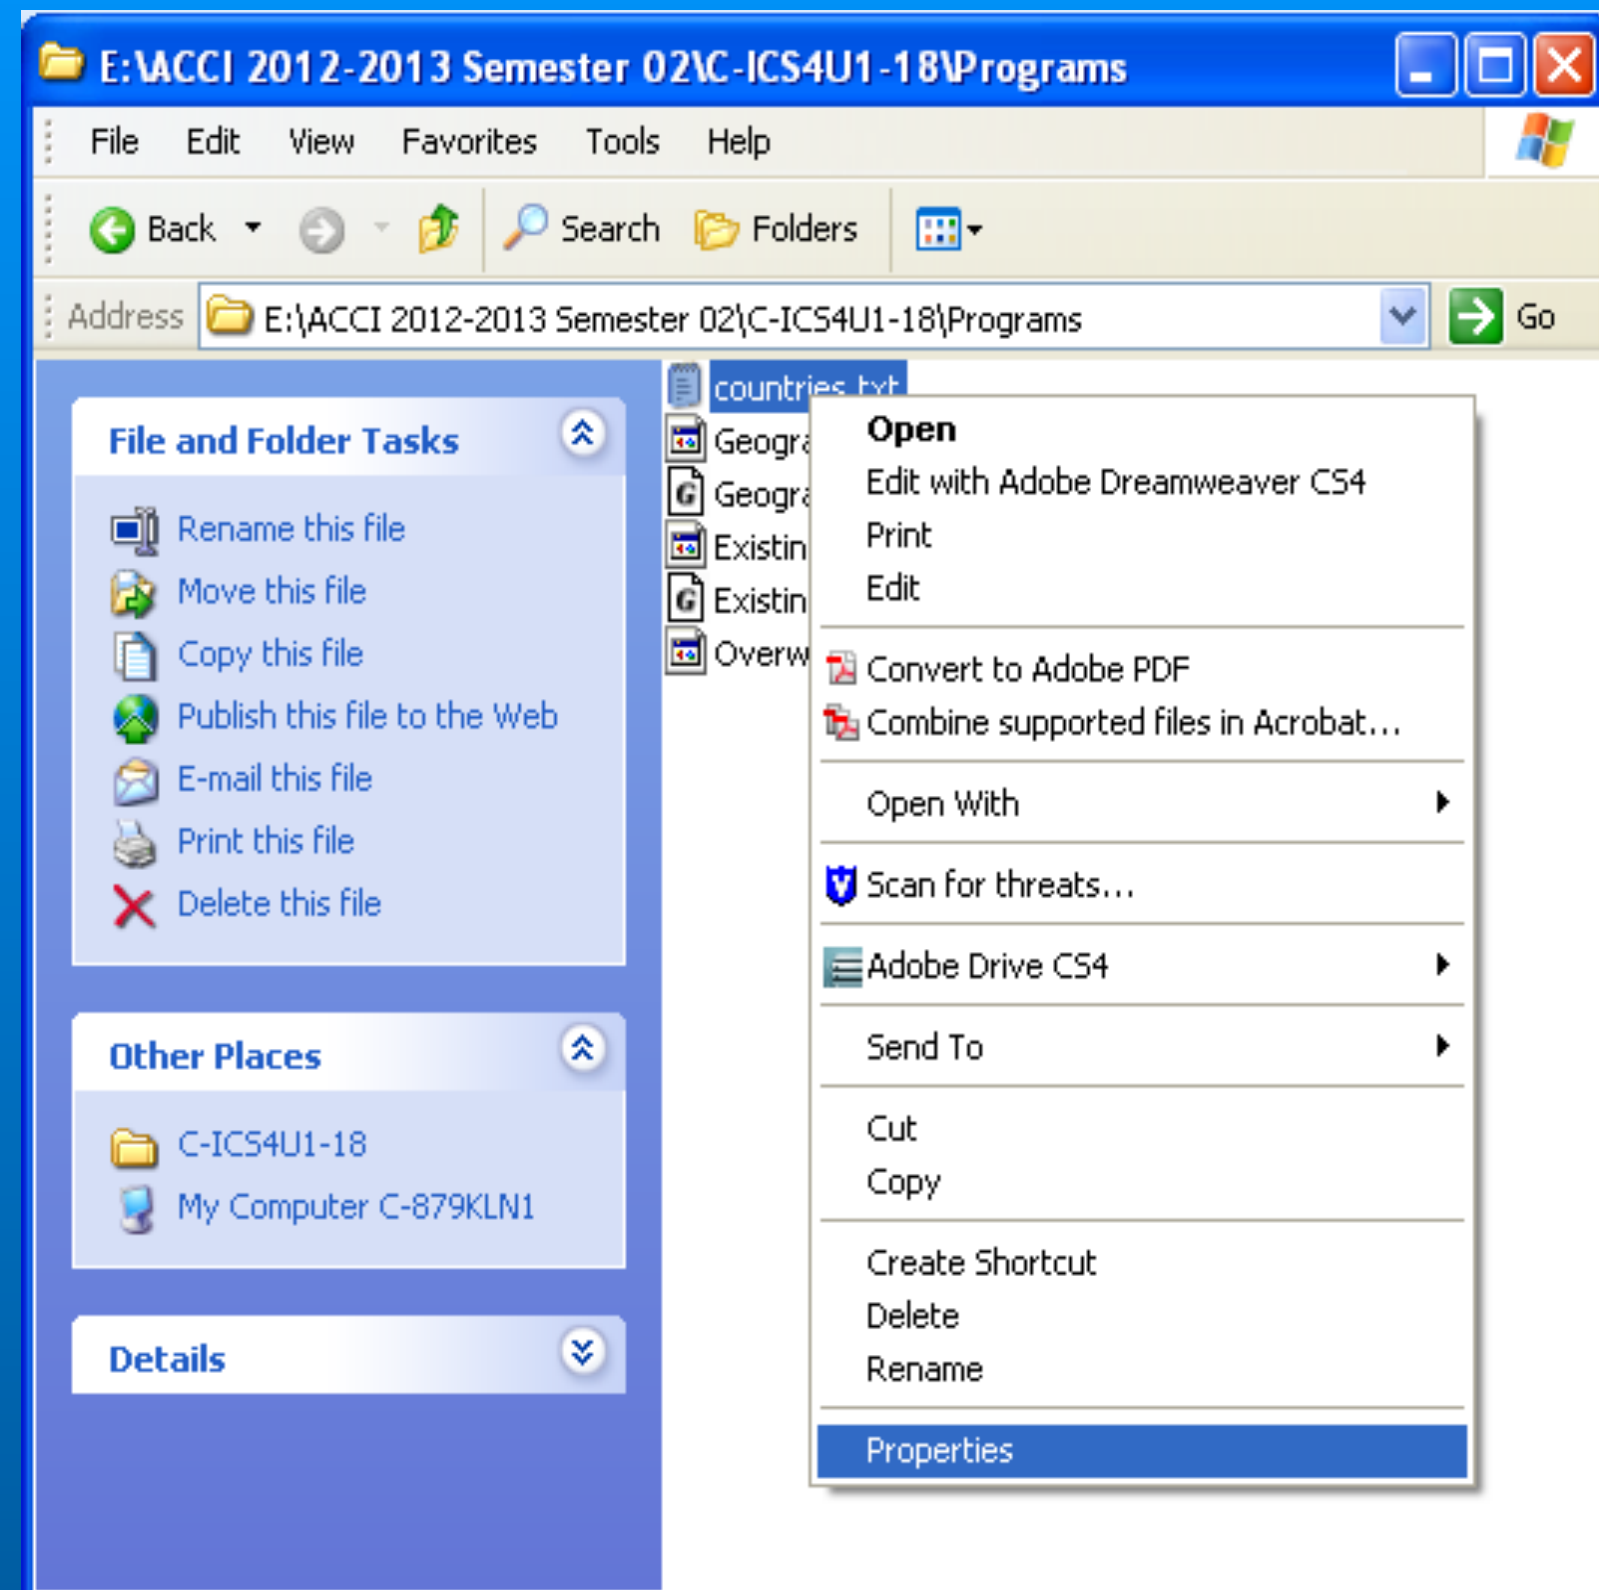 E:\ACCI 2012-2013 Semester 02\C-ICS4U1-18\Programs
File Edit View Favorites Tools Help
Back Search Folders
Address E:\ACCI 2012-2013 Semester 02\C-ICS4U1-18\Programs Go
File and Folder Tasks
Rename this file
Move this file
Copy this file
Publish this file to the Web
E-mail this file
Print this file
Delete this file
Other Places
C-ICS4U1-18
My Computer C-879KLN1
Details
countries.txt
Geogra
Geogra
Existin
Existin
Overw
Open
Edit with Adobe Dreamweaver CS4
Print
Edit
Convert to Adobe PDF
Combine supported files in Acrobat...
Open With
Scan for threats...
Adobe Drive CS4
Send To
Cut
Copy
Create Shortcut
Delete
Rename
Properties